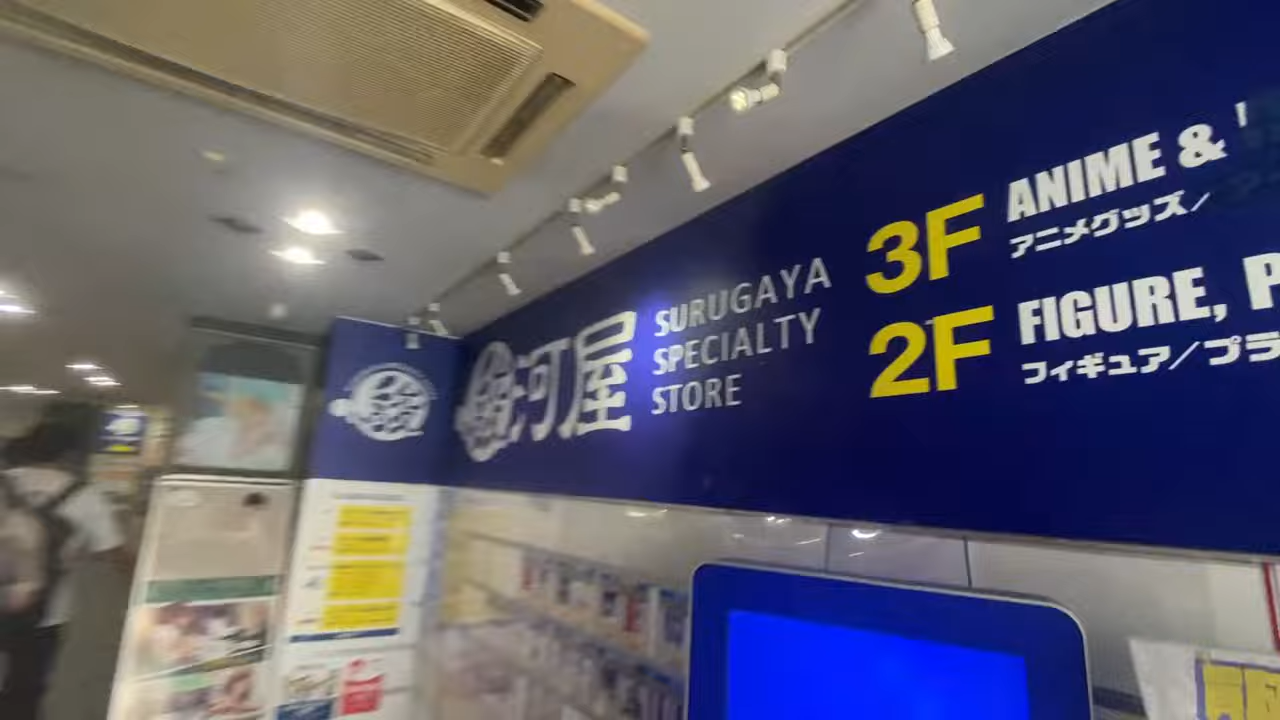 駿河屋
SURUGAYA
SPECIALTY
STORE
3F
ANIME &
アニメグッズ/
2F
FIGURE, P
フィギュア/プラ